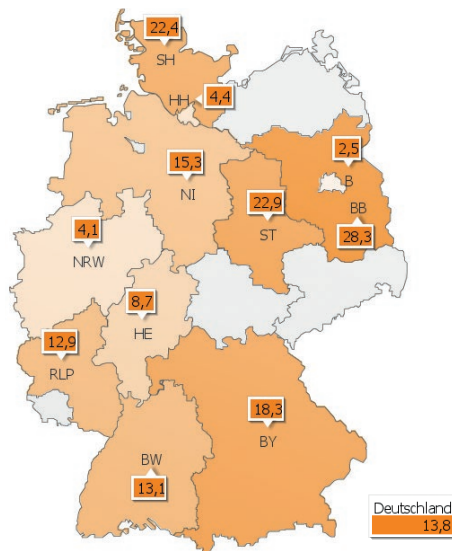 22,4
SH
HH
4,4
2,5
15,3
B
NI
22,9
BB
ST
28,3
4,1
NRW
8,7
12,9
HE
RLP
18,3
BY
BW
13,1
Deutschland
13,8